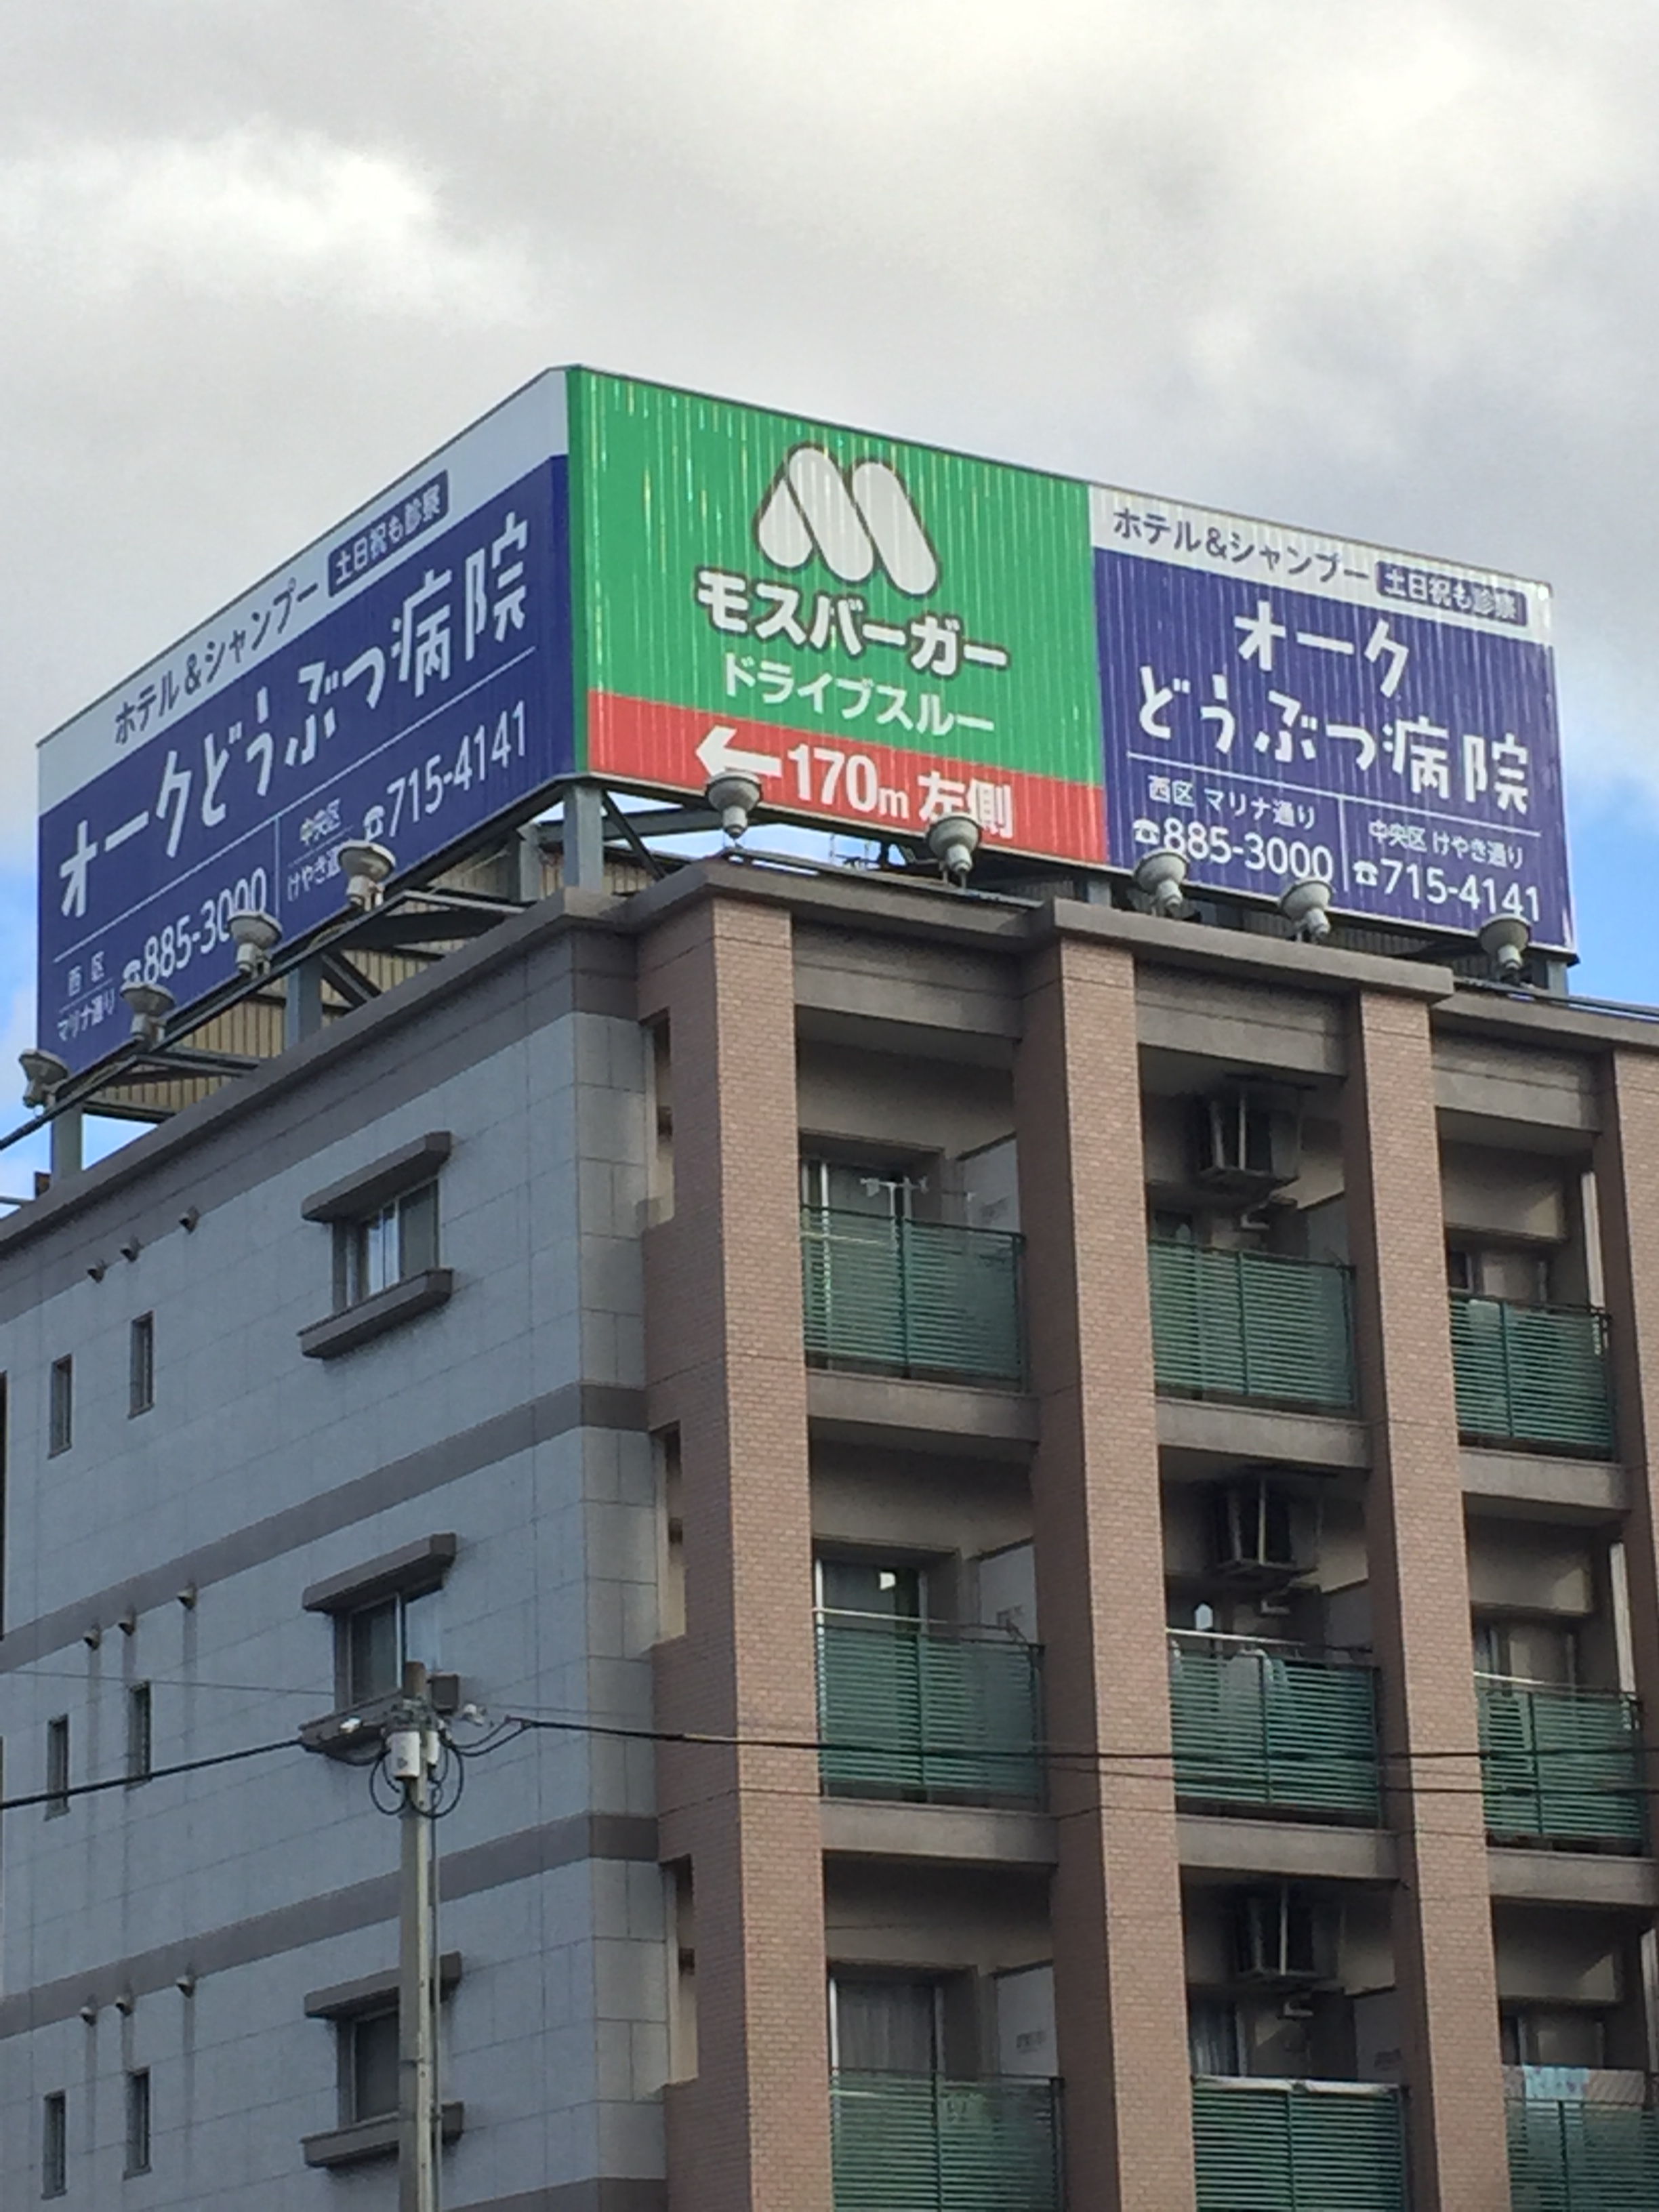 ホテル&シャンプー 土日祝も診察
オークどうぶつ病院
西区
マリナ通り
☎885-3000
中央区
けやき通
☎715-4141
モスバーガー
ドライブスルー
←170m 左側
ホテル&シャンプー 土日祝も診察
オーク
どうぶつ病院
西区 マリナ通り
☎885-3000
中央区 けやき通り
☎715-4141